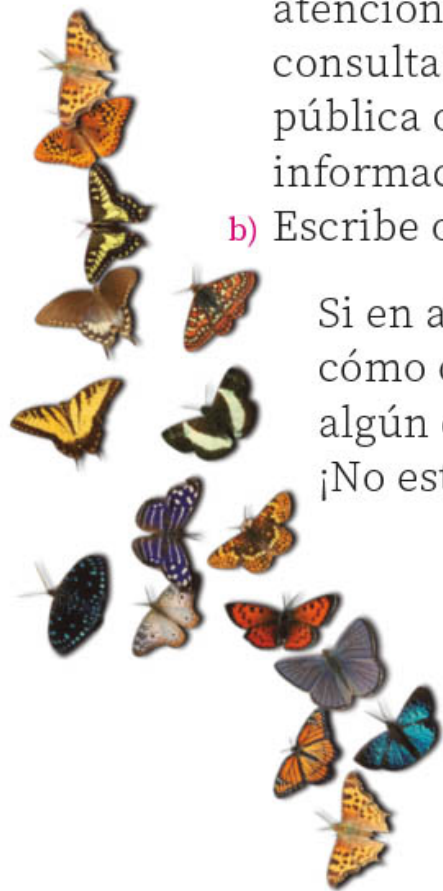 atención
consulta
pública
informac
b) Escribe
Si en a
cómo
algún
¡No est